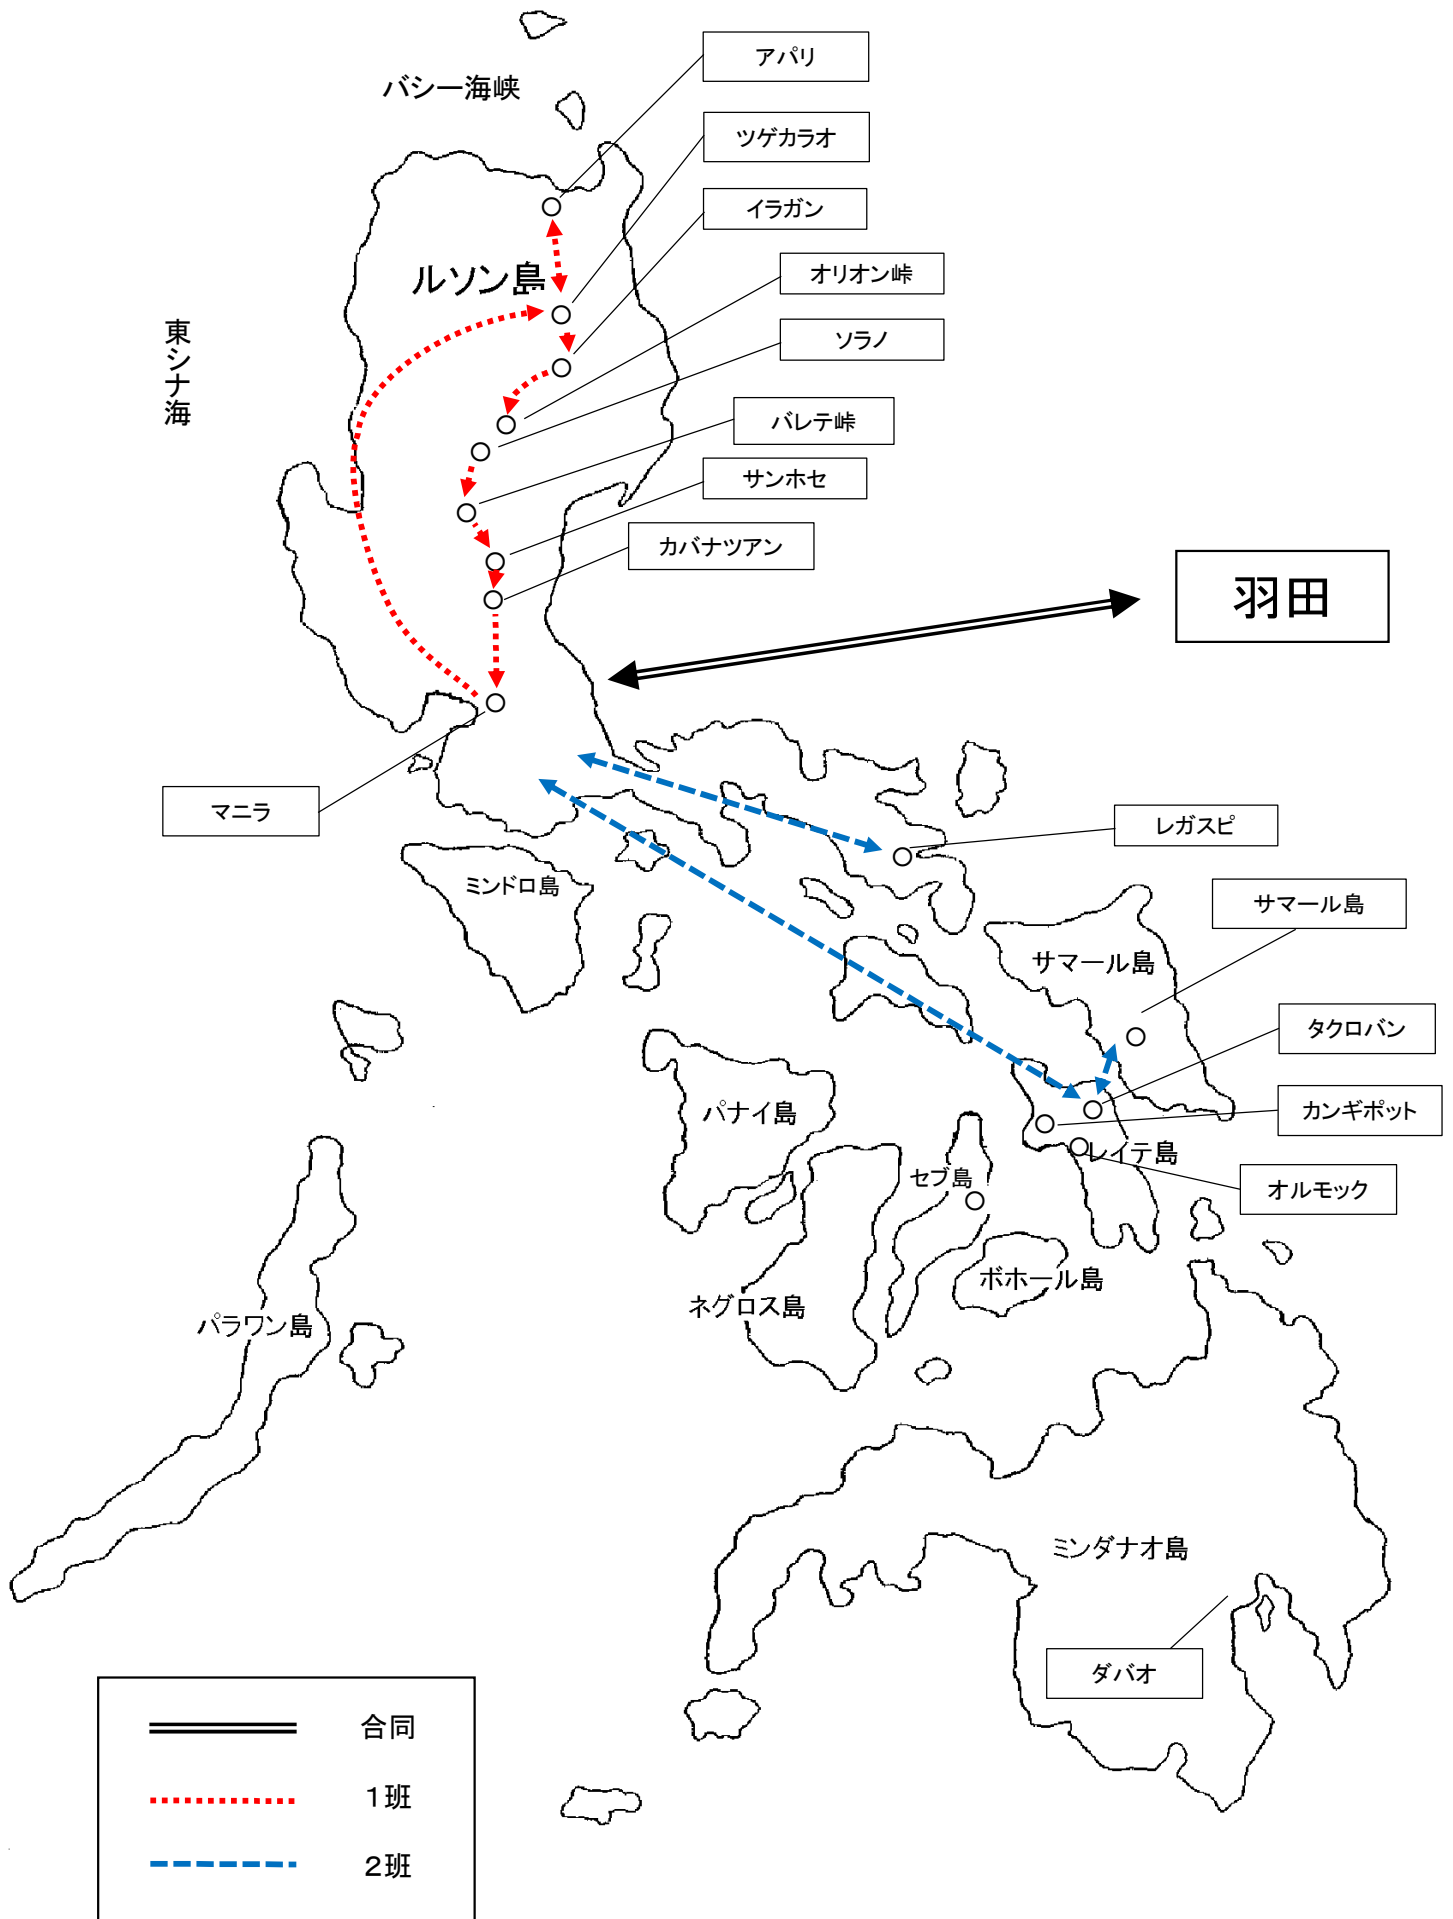 アパリ
バシー海峡
ツゲカラオ
イラガン
ルソン島
オリオン峠
東シナ海
ソラノ
バレテ峠
サンホセ
カバナツアン
羽田
マニラ
レガスピ
ミンドロ島
サマール島
サマール島
タクロバン
パナイ島
カンギポット
レイテ島
セブ島
オルモック
ボホール島
ネグロス島
パラワン島
ミンダナオ島
ダバオ
合同
１班
２班